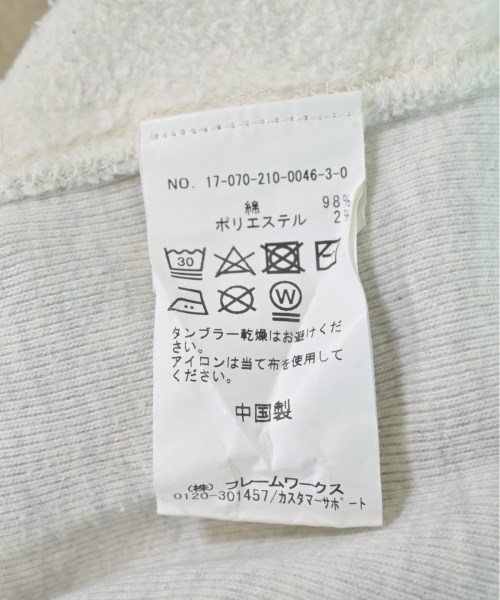 NO. 17-070-210-0046-3-0
綿 98%
ポリエステル 2%
30
W
タンブラー乾燥はお避けくだ
さい。
アイロンは当て布を使用して
ください。
中国製
(株) フレームワークス
0120-301457/カスタマーサポート